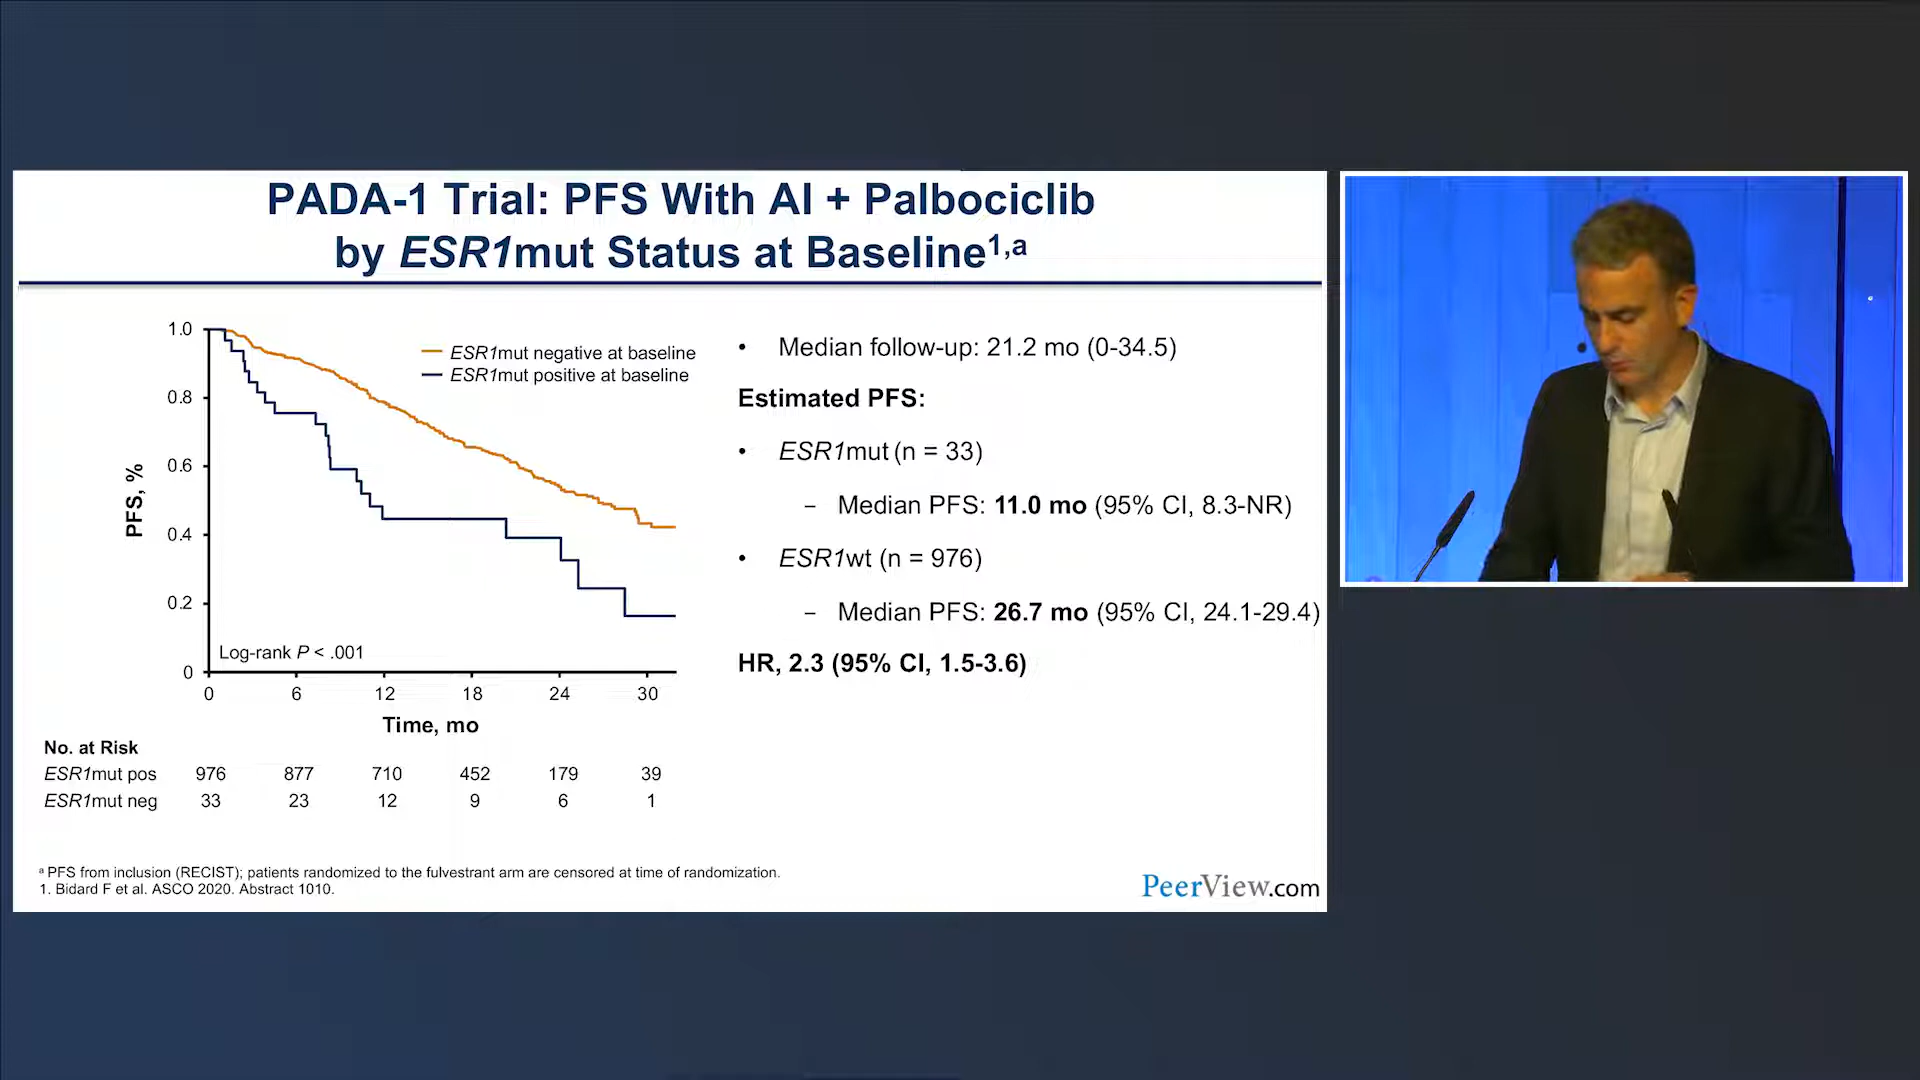 PADA-1 Trial: PFS With AI + Palbociclib
by ESR1mut Status at Baseline1,a
1.0
0.8
0.6
0.4
0.2
0
PFS, %
ESR1mut negative at baseline
ESR1mut positive at baseline
Log-rank P < .001
0 6 12 18 24 30
Time, mo
No. at Risk
ESR1mut pos 976 877 710 452 179 39
ESR1mut neg 33 23 12 9 6 1
• Median follow-up: 21.2 mo (0-34.5)
Estimated PFS:
• ESR1mut (n = 33)
– Median PFS: 11.0 mo (95% CI, 8.3-NR)
• ESR1wt (n = 976)
– Median PFS: 26.7 mo (95% CI, 24.1-29.4)
HR, 2.3 (95% CI, 1.5-3.6)
a PFS from inclusion (RECIST); patients randomized to the fulvestrant arm are censored at time of randomization.
1. Bidard F et al. ASCO 2020. Abstract 1010.
PeerView.com